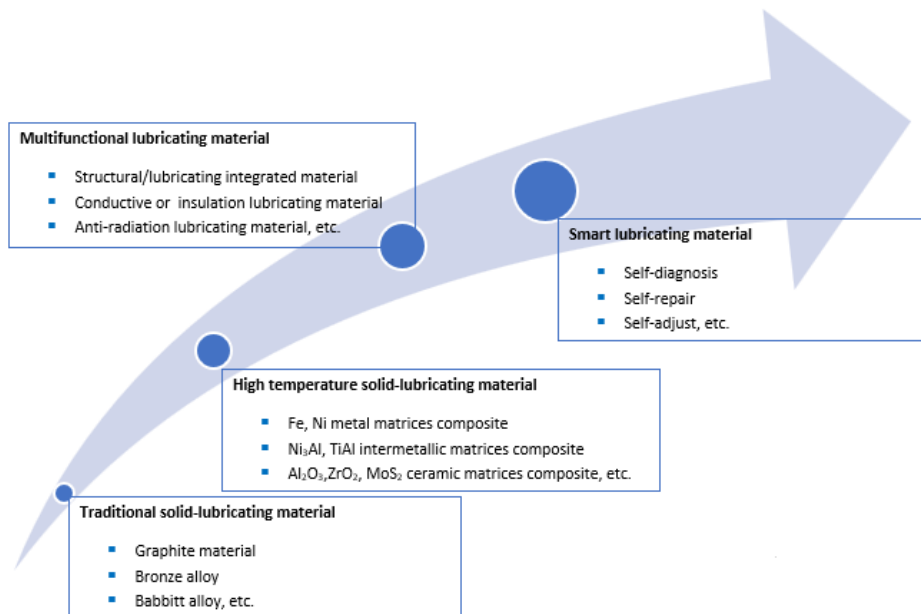 Multifunctional lubricating material
▪ Structural/lubricating integrated material
▪ Conductive or insulation lubricating material
▪ Anti-radiation lubricating material, etc.
Smart lubricating material
▪ Self-diagnosis
▪ Self-repair
▪ Self-adjust, etc.
High temperature solid-lubricating material
▪ Fe, Ni metal matrices composite
▪ Ni₃Al, TiAl intermetallic matrices composite
▪ Al₂O₃,ZrO₂, MoS₂ ceramic matrices composite, etc.
Traditional solid-lubricating material
▪ Graphite material
▪ Bronze alloy
▪ Babbitt alloy, etc.